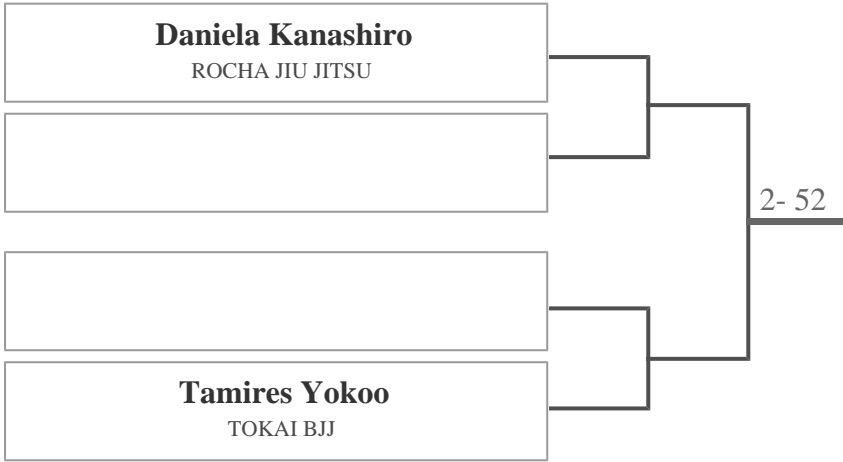 Daniela Kanashiro
ROCHA JIU JITSU
2- 52
Tamires Yokoo
TOKAI BJJ